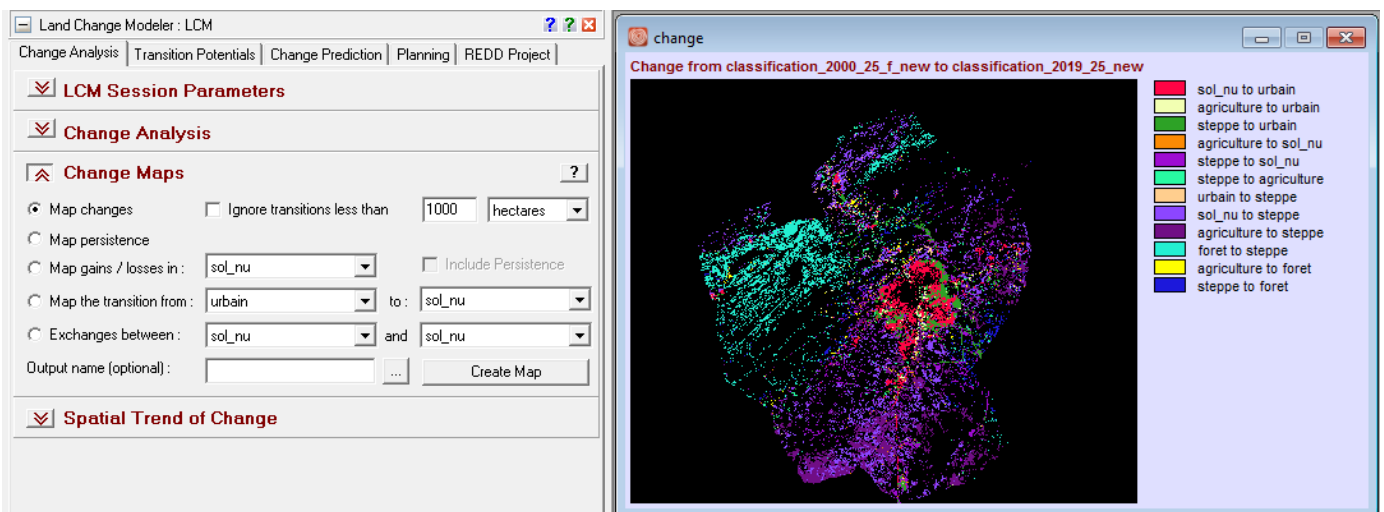 Land Change Modeler : LCM
? ?
Change Analysis Transition Potentials Change Prediction Planning REDD Project
LCM Session Parameters
Change Analysis
Change Maps ?
Map changes Ignore transitions less than 1000 hectares
Map persistence
Map gains / losses in : sol_nu Include Persistence
Map the transition from : urbain to : sol_nu
Exchanges between : sol_nu and sol_nu
Output name (optional) : ... Create Map
Spatial Trend of Change
change
Change from classification_2000_25_f_new to classification_2019_25_new
sol_nu to urbain
agriculture to urbain
steppe to urbain
agriculture to sol_nu
steppe to sol_nu
steppe to agriculture
urbain to steppe
sol_nu to steppe
agriculture to steppe
foret to steppe
agriculture to foret
steppe to foret